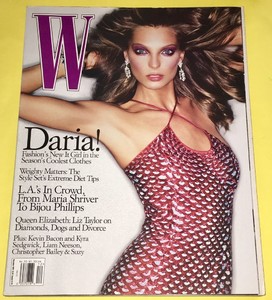 W
Daria!
Fashion's New It Girl in the
Season's Coolest Clothes
Weighty Matters: The
Style Set's Extreme Diet Tips
L.A.'s In Crowd,
From Maria Shriver
To Bijou Phillips
Queen Elizabeth: Liz Taylor on
Diamonds, Dogs and Divorce
Plus: Kevin Bacon and Kyra
Sedgwick, Liam Neeson,
Christopher Bailey & Suzy